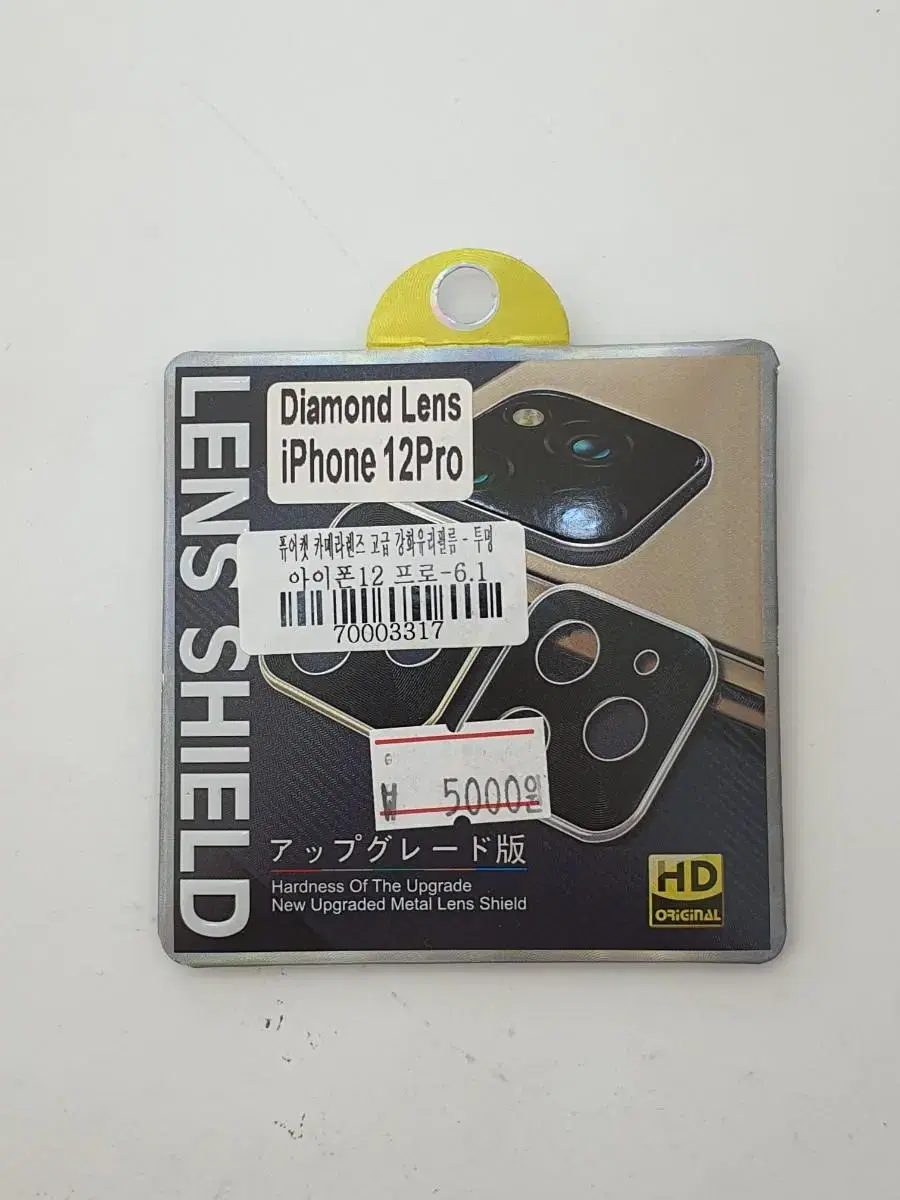 LENS SHIELD
Diamond Lens
iPhone 12Pro
퓨어켓 카메라렌즈 고급 강화유리필름 - 투명
아이폰12 프로-6.1
70003317
₩ 5000원
アップグレード版
Hardness Of The Upgrade
New Upgraded Metal Lens Shield
HD
ORIGINAL